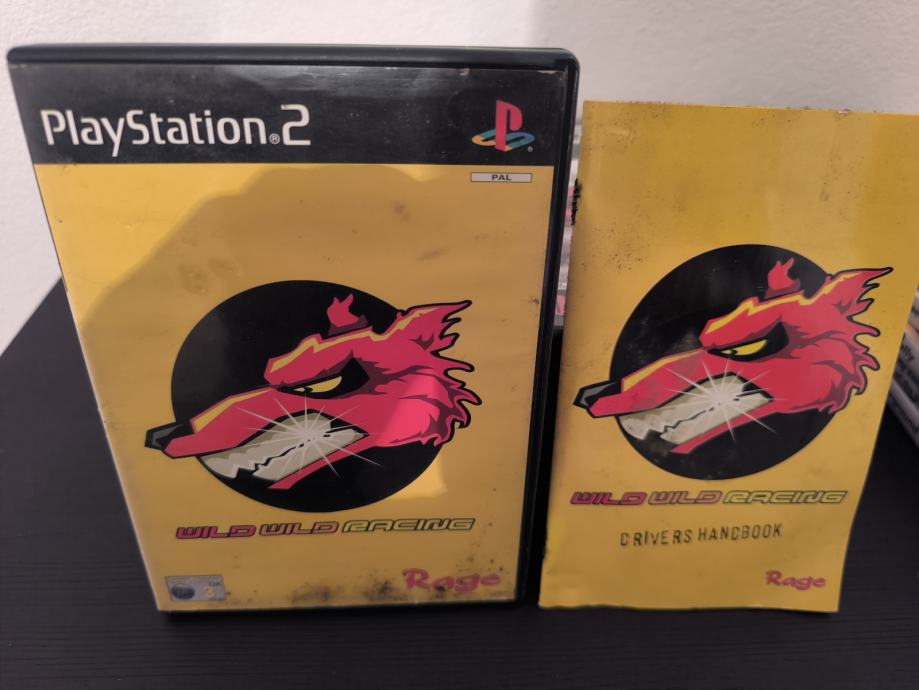 PlayStation®2
PAL
WILD WILD RACING
Rage
WILD WILD RACING
DRIVERS HANDBOOK
Rage